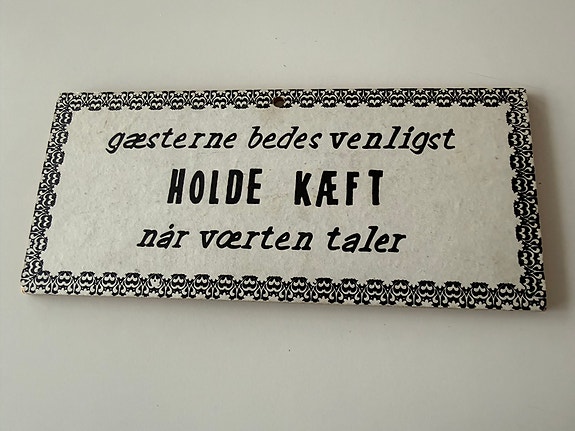 gæsterne bedes venligst
HOLDE KÆFT
når værten taler